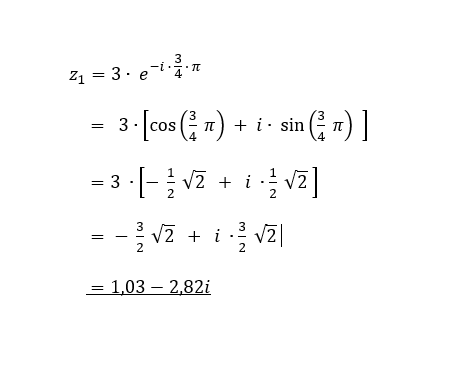 z₁ = 3 · e^(−i·3/4·π)
= 3 · [cos(3/4 π) + i · sin(3/4 π) ]
= 3 · [− 1/2 √2 + i · 1/2 √2 ]
= − 3/2 √2 + i · 3/2 √2|
= 1,03 − 2,82i